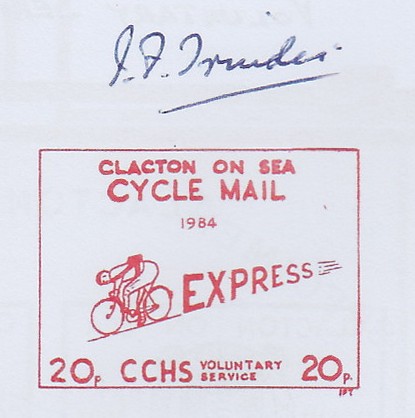 CLACTON ON SEA
CYCLE MAIL
1984
EXPRESS
20p CCHS VOLUNTARY SERVICE 20p.